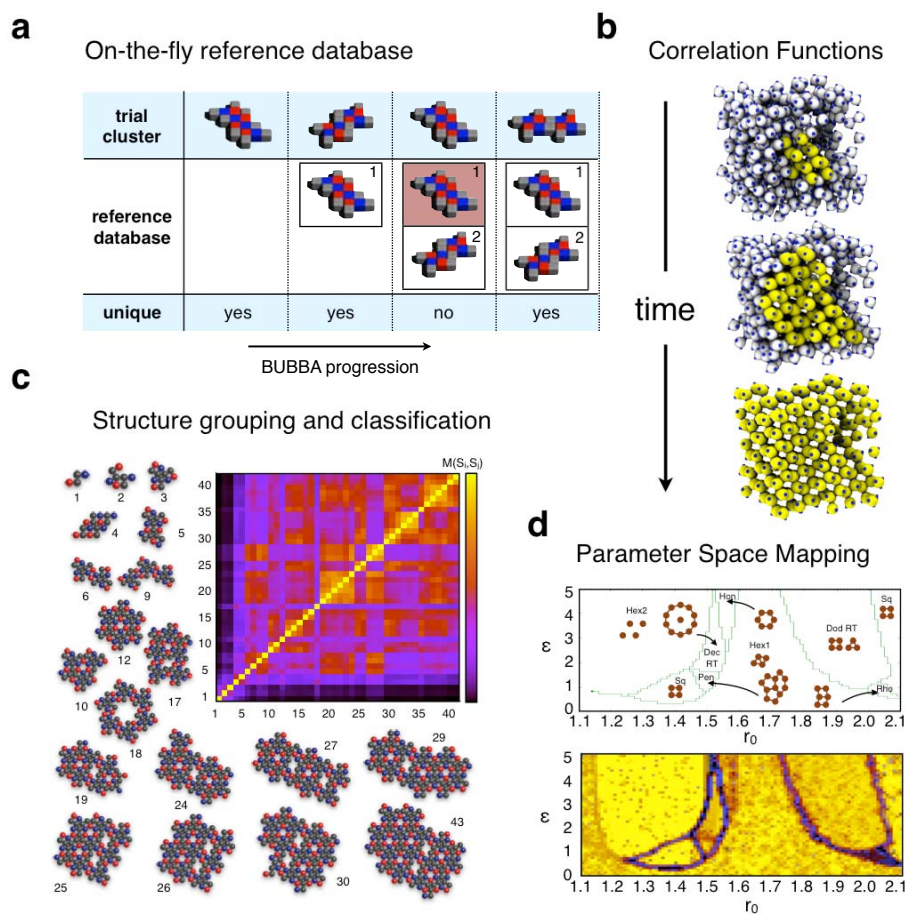 a
On-the-fly reference database
trial
cluster
1
1
1
reference
database
2
2
unique
yes
yes
no
yes
BUBBA progression
b
Correlation Functions
time
c
Structure grouping and classification
1
2
3
4
5
6
9
12
10
17
18
19
24
27
29
25
26
30
43
M(Sᵢ,Sⱼ)
40
35
30
25
20
15
10
5
1
1 5 10 15 20 25 30 35 40
d
Parameter Space Mapping
5
4
3
2
1
0
ε
Hex2
Hon
Sq
Dod RT
Dec
RT
Hex1
Sq
Pen
Rho
1.1 1.2 1.3 1.4 1.5 1.6 1.7 1.8 1.9 2.0 2.1
r₀
5
4
3
2
1
0
ε
1.1 1.2 1.3 1.4 1.5 1.6 1.7 1.8 1.9 2.0 2.1
r₀